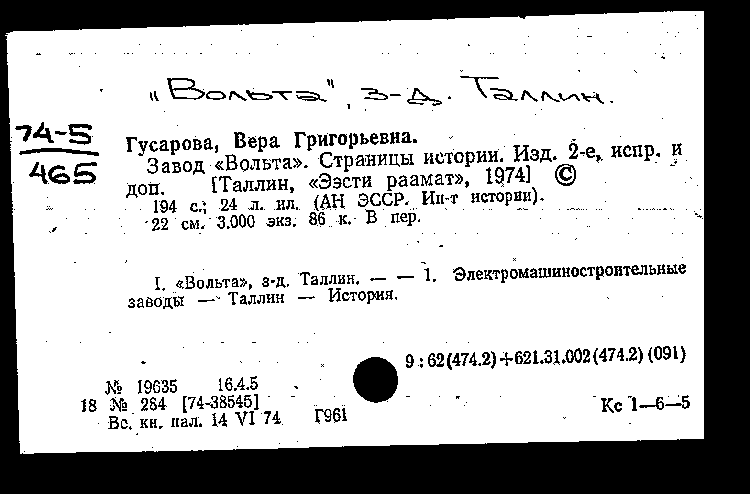 „Вольта", з-д. Таллин.
74-5
465
Гусарова, Вера Григорьевна.
Завод «Вольта». Страницы истории. Изд. 2-е, испр. и
доп. [Таллин, «Ээсти раамат», 1974] ©
194 с.; 24 л. ил. (АН ЭССР. Ин-т истории).
22 см. 3.000 экз. 86 к. В пер.
I. «Вольта», з-д. Таллин. — — 1. Электромашиностроительные
заводы — Таллин — История.
9 : 62(474.2)+621.31.002(474.2)(091)
№ 19635 16.4.5
18 № 284 [74-38545]
Вс. кн. пал. 14 VI 74 Г961
Кс 1—6—5